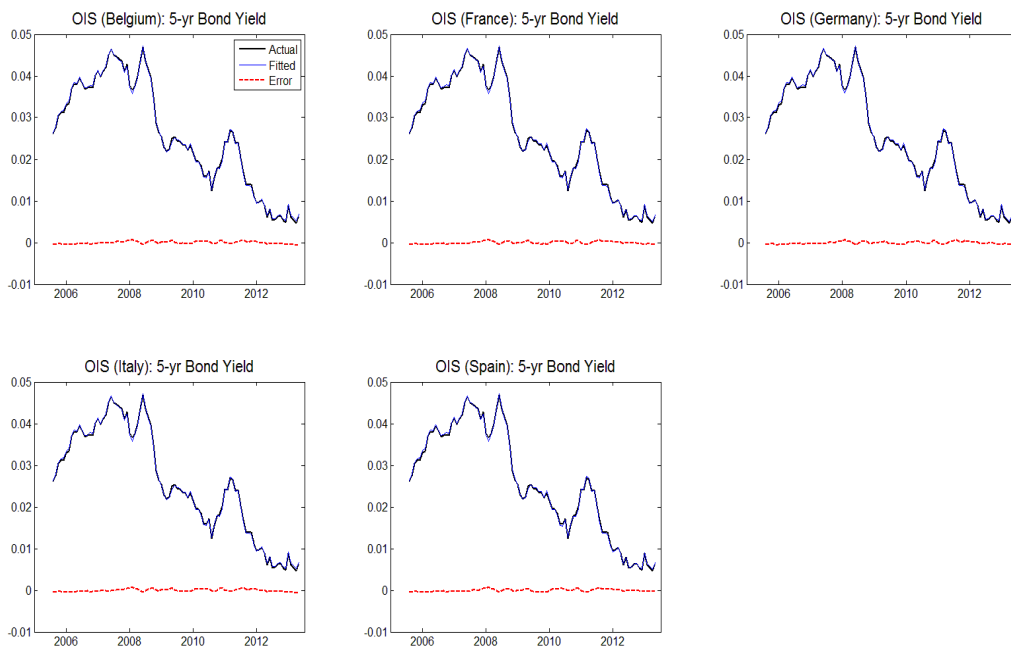 OIS (Belgium): 5-yr Bond Yield
0.05
0.04
0.03
0.02
0.01
0
-0.01
2006 2008 2010 2012
Actual
Fitted
Error
OIS (France): 5-yr Bond Yield
0.05
0.04
0.03
0.02
0.01
0
-0.01
2006 2008 2010 2012
OIS (Germany): 5-yr Bond Yield
0.05
0.04
0.03
0.02
0.01
0
-0.01
2006 2008 2010 2012
OIS (Italy): 5-yr Bond Yield
0.05
0.04
0.03
0.02
0.01
0
-0.01
2006 2008 2010 2012
OIS (Spain): 5-yr Bond Yield
0.05
0.04
0.03
0.02
0.01
0
-0.01
2006 2008 2010 2012